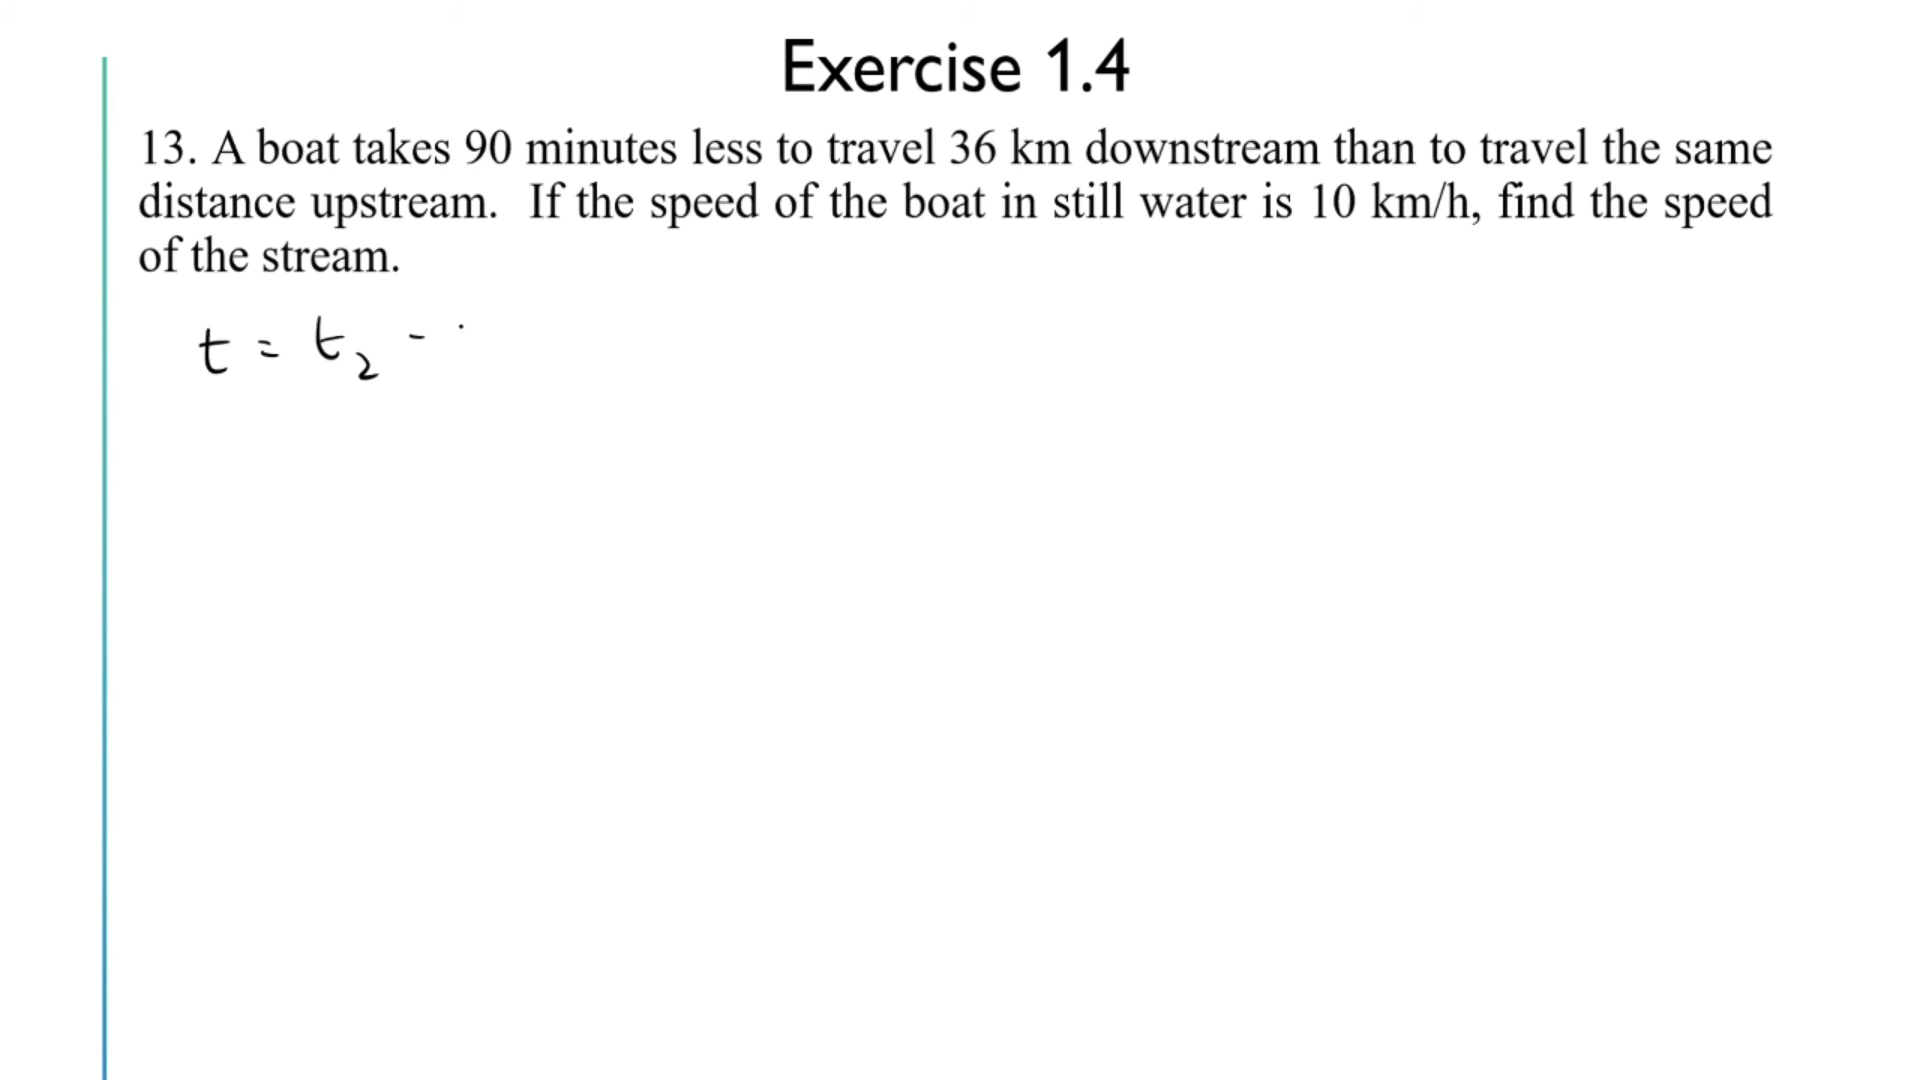 Exercise 1.4
13. A boat takes 90 minutes less to travel 36 km downstream than to travel the same
distance upstream. If the speed of the boat in still water is 10 km/h, find the speed
of the stream.
t = t₂ -